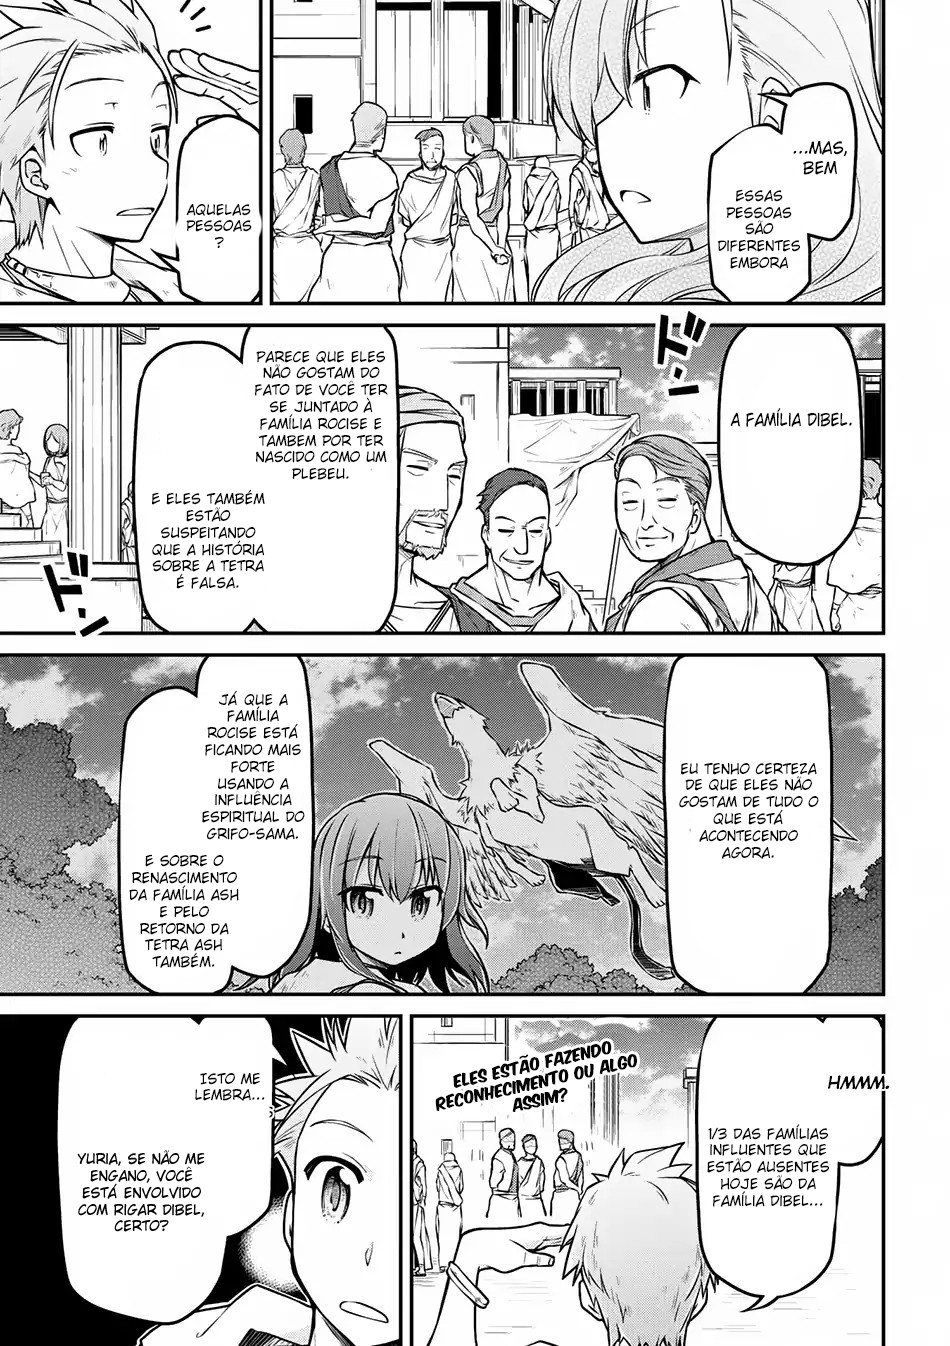 ...MAS,
BEM
ESSAS
PESSOAS
SÃO
DIFERENTES
EMBORA
AQUELAS
PESSOAS
?
A FAMÍLIA DIBEL.
ド
ン
PARECE QUE ELES
NÃO GOSTAM DO
FATO DE VOCÊ TER
SE JUNTADO À
FAMÍLIA ROCISE E
TAMBEM POR TER
NASCIDO COMO UM
PLEBEU.
E ELES TAMBÉM
ESTÃO
SUSPEITANDO
QUE A HISTÓRIA
SOBRE A TETRA
É FALSA.
ド
ン
EU TENHO CERTEZA
DE QUE ELES NÃO
GOSTAM DE TUDO O
QUE ESTÁ
ACONTECENDO
AGORA.
JÁ QUE A
FAMÍLIA
ROCISE ESTÁ
FICANDO MAIS
FORTE
USANDO A
INFLUÊNCIA
ESPIRITUAL DO
GRIFO-SAMA.
E SOBRE O
RENASCIMENTO
DA FAMÍLIA ASH
E PELO
RETORNO DA
TETRA ASH
TAMBÉM.
HMMM.
1/3 DAS FAMÍLIAS
INFLUENTES QUE
ESTÃO AUSENTES
HOJE SÃO DA
FAMÍLIA DIBEL...
ELES ESTÃO FAZENDO
RECONHECIMENTO OU ALGO
ASSIM?
ISTO ME
LEMBRA...
YURIA, SE NÃO ME
ENGANO, VOCÊ
ESTÁ ENVOLVIDO
COM RIGAR DIBEL,
CERTO?